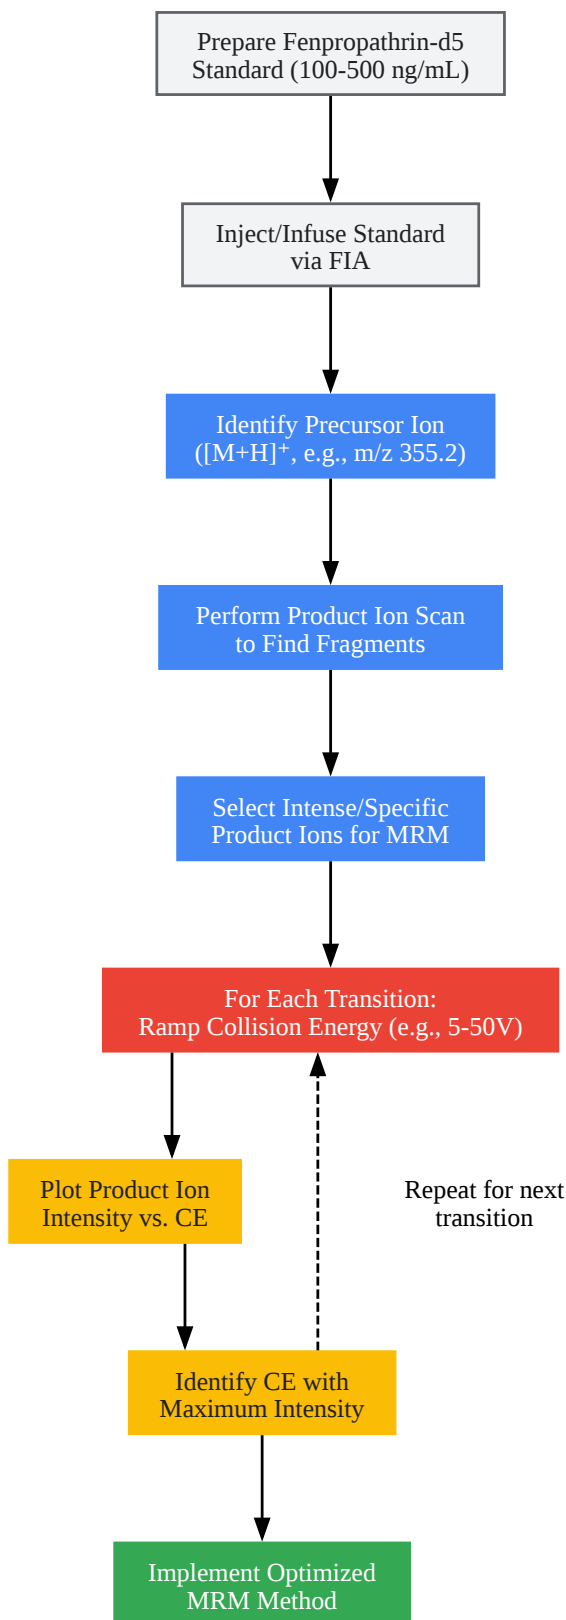 Prepare Fenpropathrin-d5
Standard (100-500 ng/mL)
Inject/Infuse Standard
via FIA
Identify Precursor Ion
([M+H]⁺, e.g., m/z 355.2)
Perform Product Ion Scan
to Find Fragments
Select Intense/Specific
Product Ions for MRM
For Each Transition:
Ramp Collision Energy (e.g., 5-50V)
Plot Product Ion
Intensity vs. CE
Repeat for next
transition
Identify CE with
Maximum Intensity
Implement Optimized
MRM Method